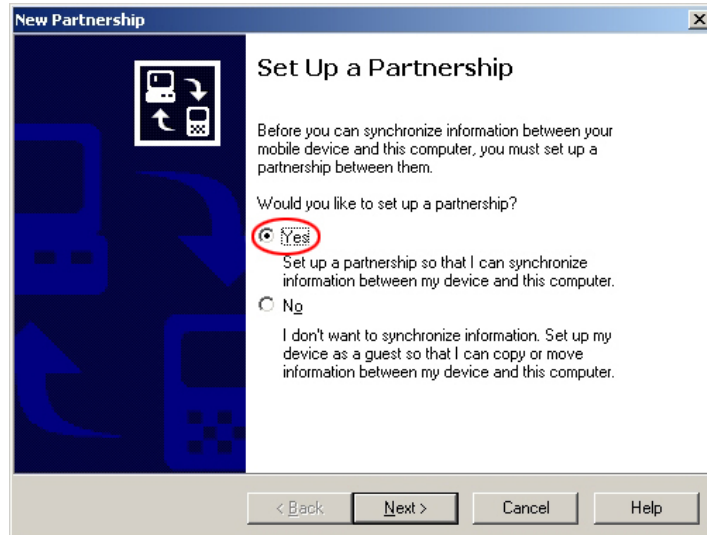 New Partnership
Set Up a Partnership
Before you can synchronize information between your
mobile device and this computer, you must set up a
partnership between them.
Would you like to set up a partnership?
Yes
Set up a partnership so that I can synchronize
information between my device and this computer.
No
I don't want to synchronize information. Set up my
device as a guest so that I can copy or move
information between my device and this computer.
< Back Next > Cancel Help